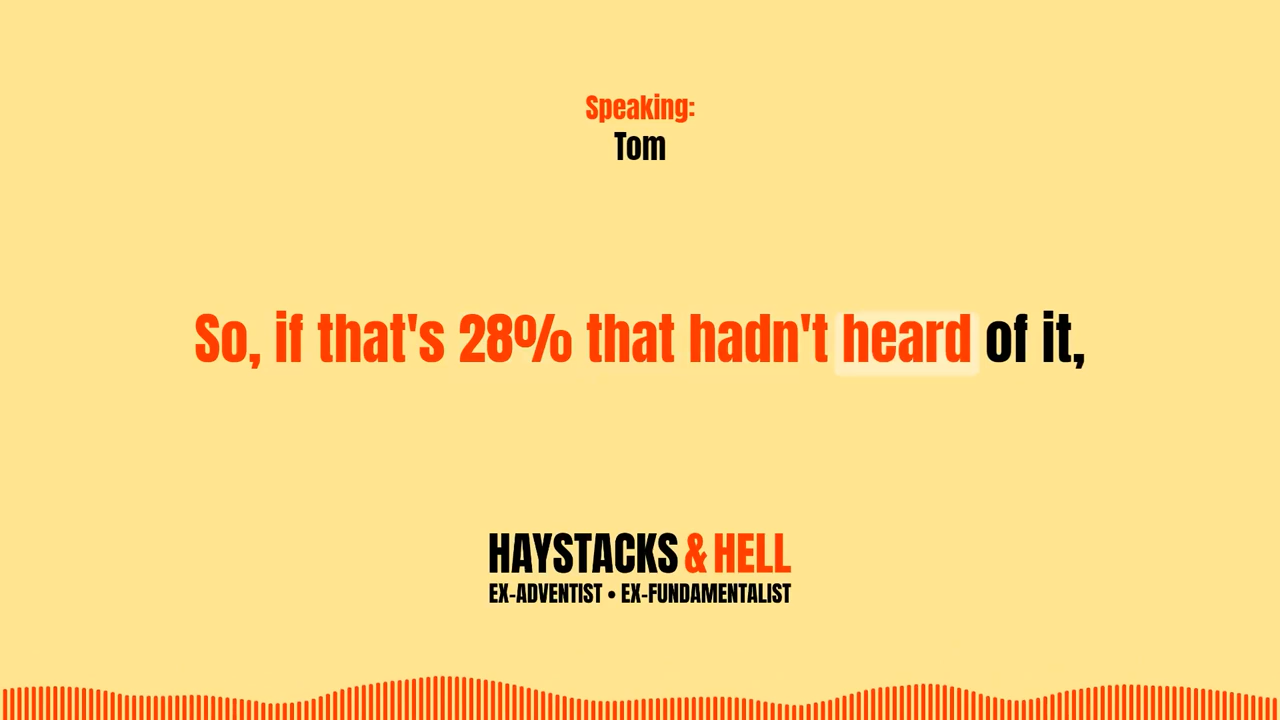 Speaking:
Tom
So, if that's 28% that hadn't heard of it,
HAYSTACKS & HELL
EX-ADVENTIST • EX-FUNDAMENTALIST